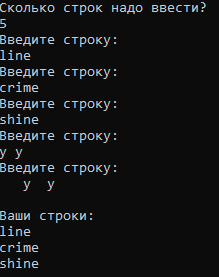 Сколько строк надо ввести?
5
Введите строку:
line
Введите строку:
crime
Введите строку:
shine
Введите строку:
y y
Введите строку:
   y  y

Ваши строки:
line
crime
shine